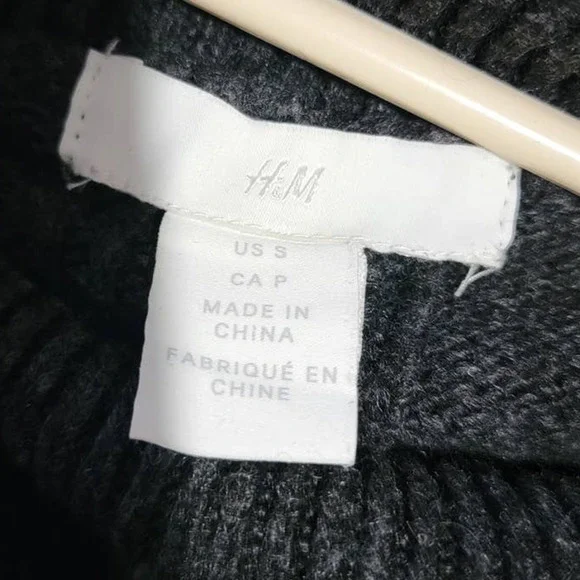 H&M
US S
CA P
MADE IN
CHINA
FABRIQUÉ EN
CHINE